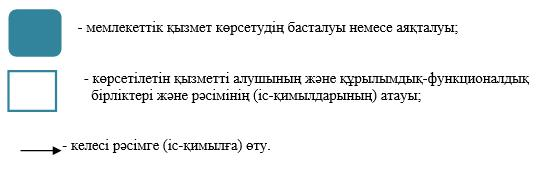 - мемлекеттік қызмет көрсетудің басталуы немесе аяқталуы;
- көрсетілетін қызметті алушының және құрылымдық-функционалдық
бірліктері және рәсімінің (іс-қимылдарының) атауы;
- келесі рәсімге (іс-қимылға) өту.